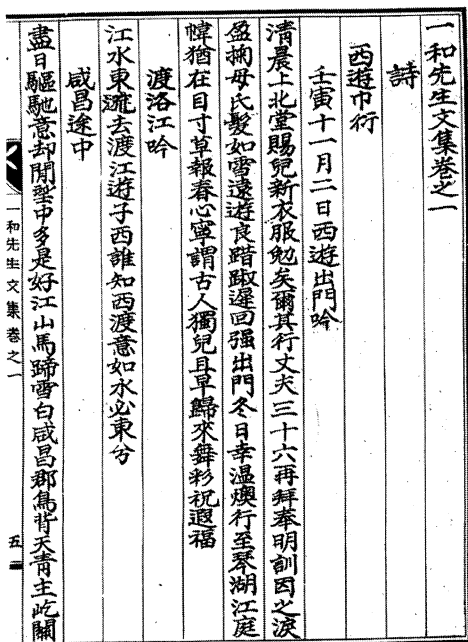 一和先生文集卷之一
詩
西遊巾衍
壬寅十一月二日西遊出門吟
淸晨上北堂賜兒新衣服勉矣爾其行丈夫三十六再拜奉明訓因之淚
盈掬母氏髮如雪遠遊良踖踧遲回强出門冬日幸溫燠行至琴湖江庭
幃猶在目寸草報春心寧謂古人獨兒且早歸來舞彩祝遐福
渡洛江吟
江水東流去渡江遊子西誰知西渡意如水必東兮
咸昌途中
盡日驅馳意却閒望中多是好江山馬蹄雪白咸昌郡鳥背天靑主屹關
一和先生文集卷之一
五